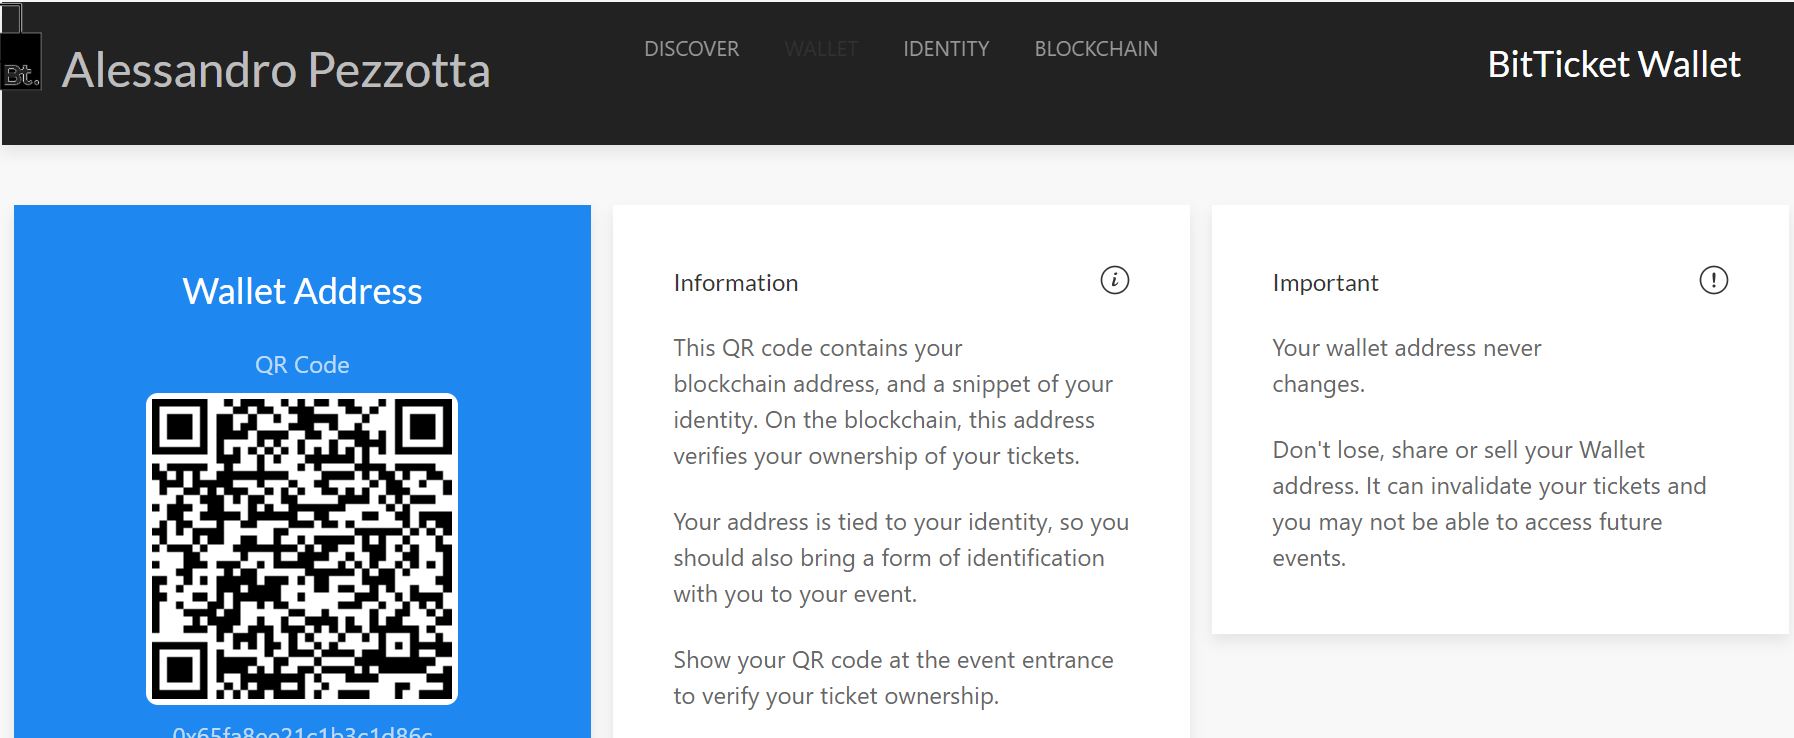 Bt.
Alessandro Pezzotta
DISCOVER
WALLET
IDENTITY
BLOCKCHAIN
BitTicket Wallet
Wallet Address
QR Code
0x65fa8ee21c1b3c1d86c
Information
This QR code contains your
blockchain address, and a snippet of your
identity. On the blockchain, this address
verifies your ownership of your tickets.
Your address is tied to your identity, so you
should also bring a form of identification
with you to your event.
Show your QR code at the event entrance
to verify your ticket ownership.
Important
Your wallet address never
changes.
Don't lose, share or sell your Wallet
address. It can invalidate your tickets and
you may not be able to access future
events.